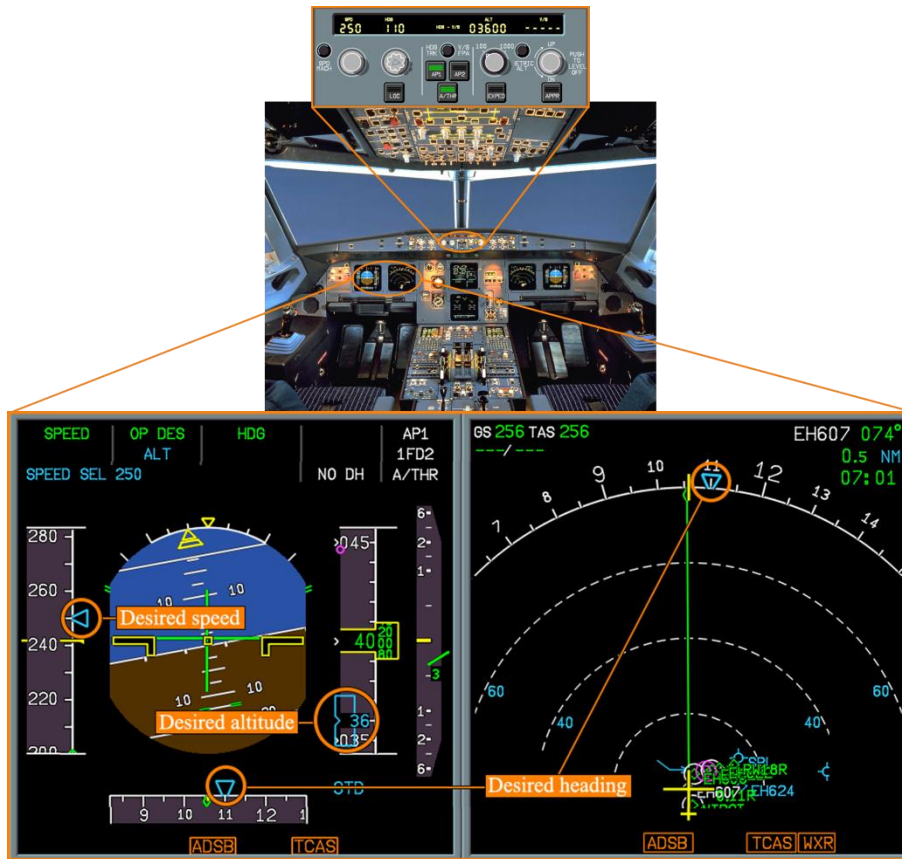 SPD HDG ALT V/S
250 110 HDG - V/S 03600 -----
HDG V/S
TRK FPA
100 1000
UP
SPD
MACH
METRIC
ALT
PUSH
TO
LEVEL
OFF
AP1 AP2
DN
LOC A/THR EXPED APPR
SPEED OP DES HDG AP1
ALT 1FD2
SPEED SEL 250 NO DH A/THR
280
260
240
220
200
10 10
10 10
045
40
20
00
80
36
035
6
2
1
1
2
6
3
Desired speed
Desired altitude
STD
9 10 11 12 1
ADSB TCAS
GS 256 TAS 256 EH607 074°
---/--- 0.5 NM
07:01
7 8 9 10 11 12 13 14
60 60
40 40
Desired heading
SPL
RW18R
EH607/EH624
ADSB TCAS WXR